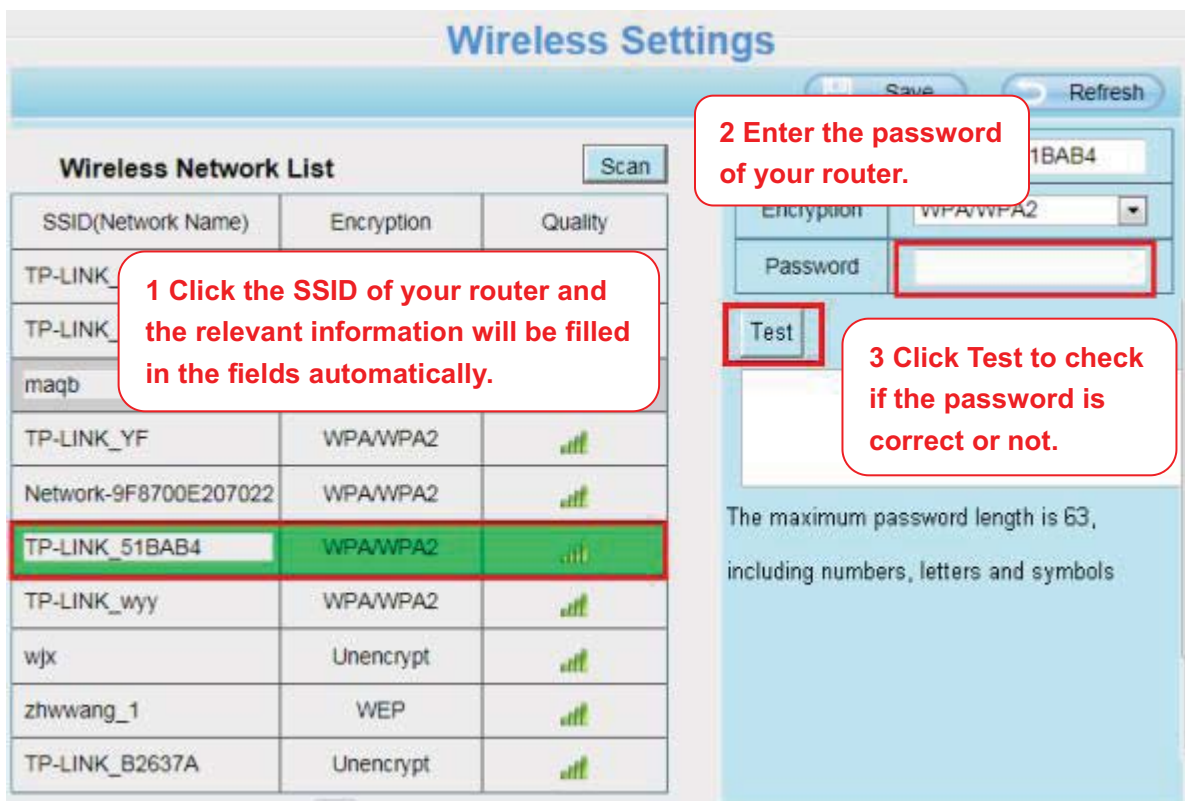 Wireless Settings
Save Refresh
Wireless Network List Scan
SSID(Network Name) Encryption Quality
TP-LINK_
TP-LINK_
maqb
TP-LINK_YF WPA/WPA2
Network-9F8700E207022 WPA/WPA2
TP-LINK_51BAB4 WPA/WPA2
TP-LINK_wyy WPA/WPA2
wjx Unencrypt
zhwwang_1 WEP
TP-LINK_B2637A Unencrypt
1 Click the SSID of your router and
the relevant information will be filled
in the fields automatically.
2 Enter the password
of your router.
1BAB4
Encryption WPA/WPA2
Password
Test
3 Click Test to check
if the password is
correct or not.
The maximum password length is 63,
including numbers, letters and symbols